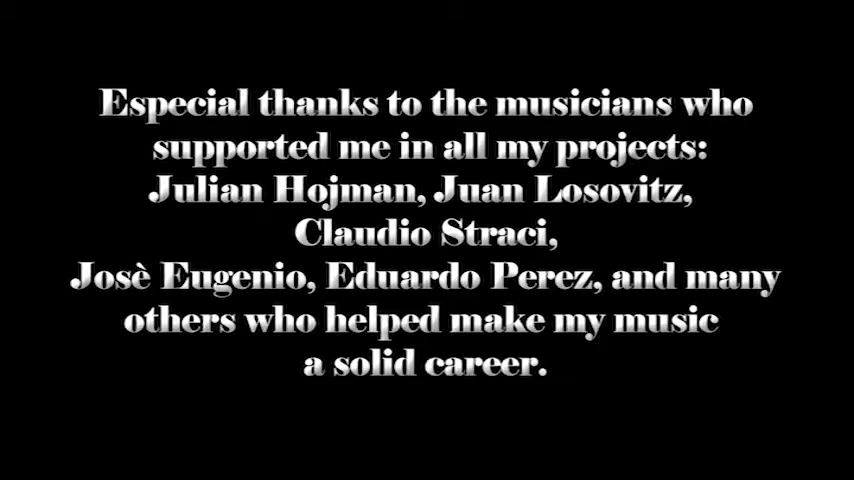 Especial thanks to the musicians who
supported me in all my projects:
Julian Hojman, Juan Losovitz,
Claudio Straci,
Josè Eugenio, Eduardo Perez, and many
others who helped make my music
a solid career.